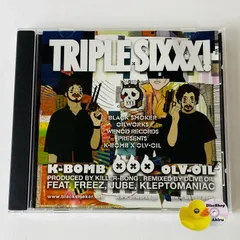 TRIPLE SIXXX!
BLACK SMOKER
OILWORKS
WENOD RECORDS
PRESENTS
K-BOMB X OLV-OIL
K-BOMB XXX OLV-OIL
PRODUCED BY KILLER-BONG REMIXED BY OLIVE OIL
FEAT. FREEZ, JUBE, KLEPTOMANIAC